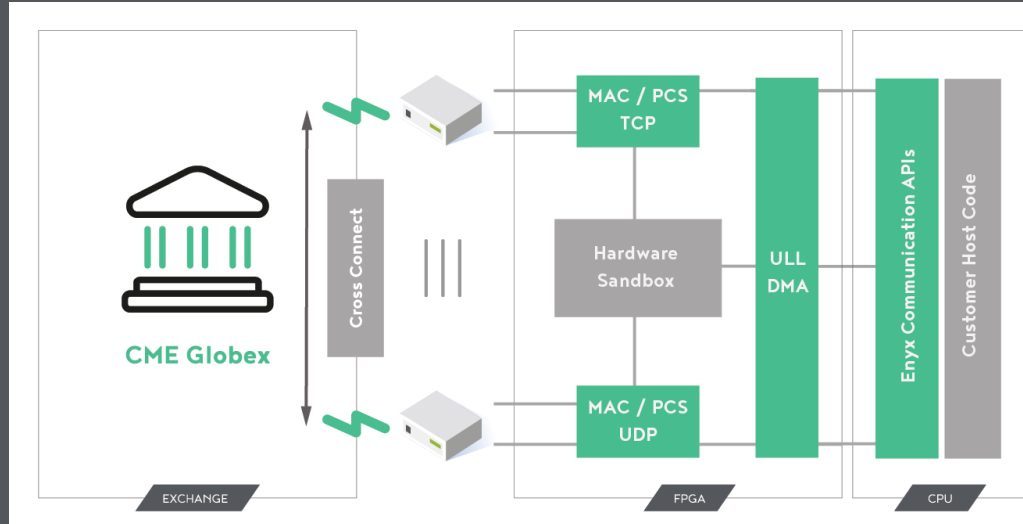 MAC / PCS
TCP
Cross Connect
Hardware
Sandbox
ULL
DMA
Enyx Communication APIs
Customer Host Code
CME Globex
MAC / PCS
UDP
EXCHANGE
FPGA
CPU